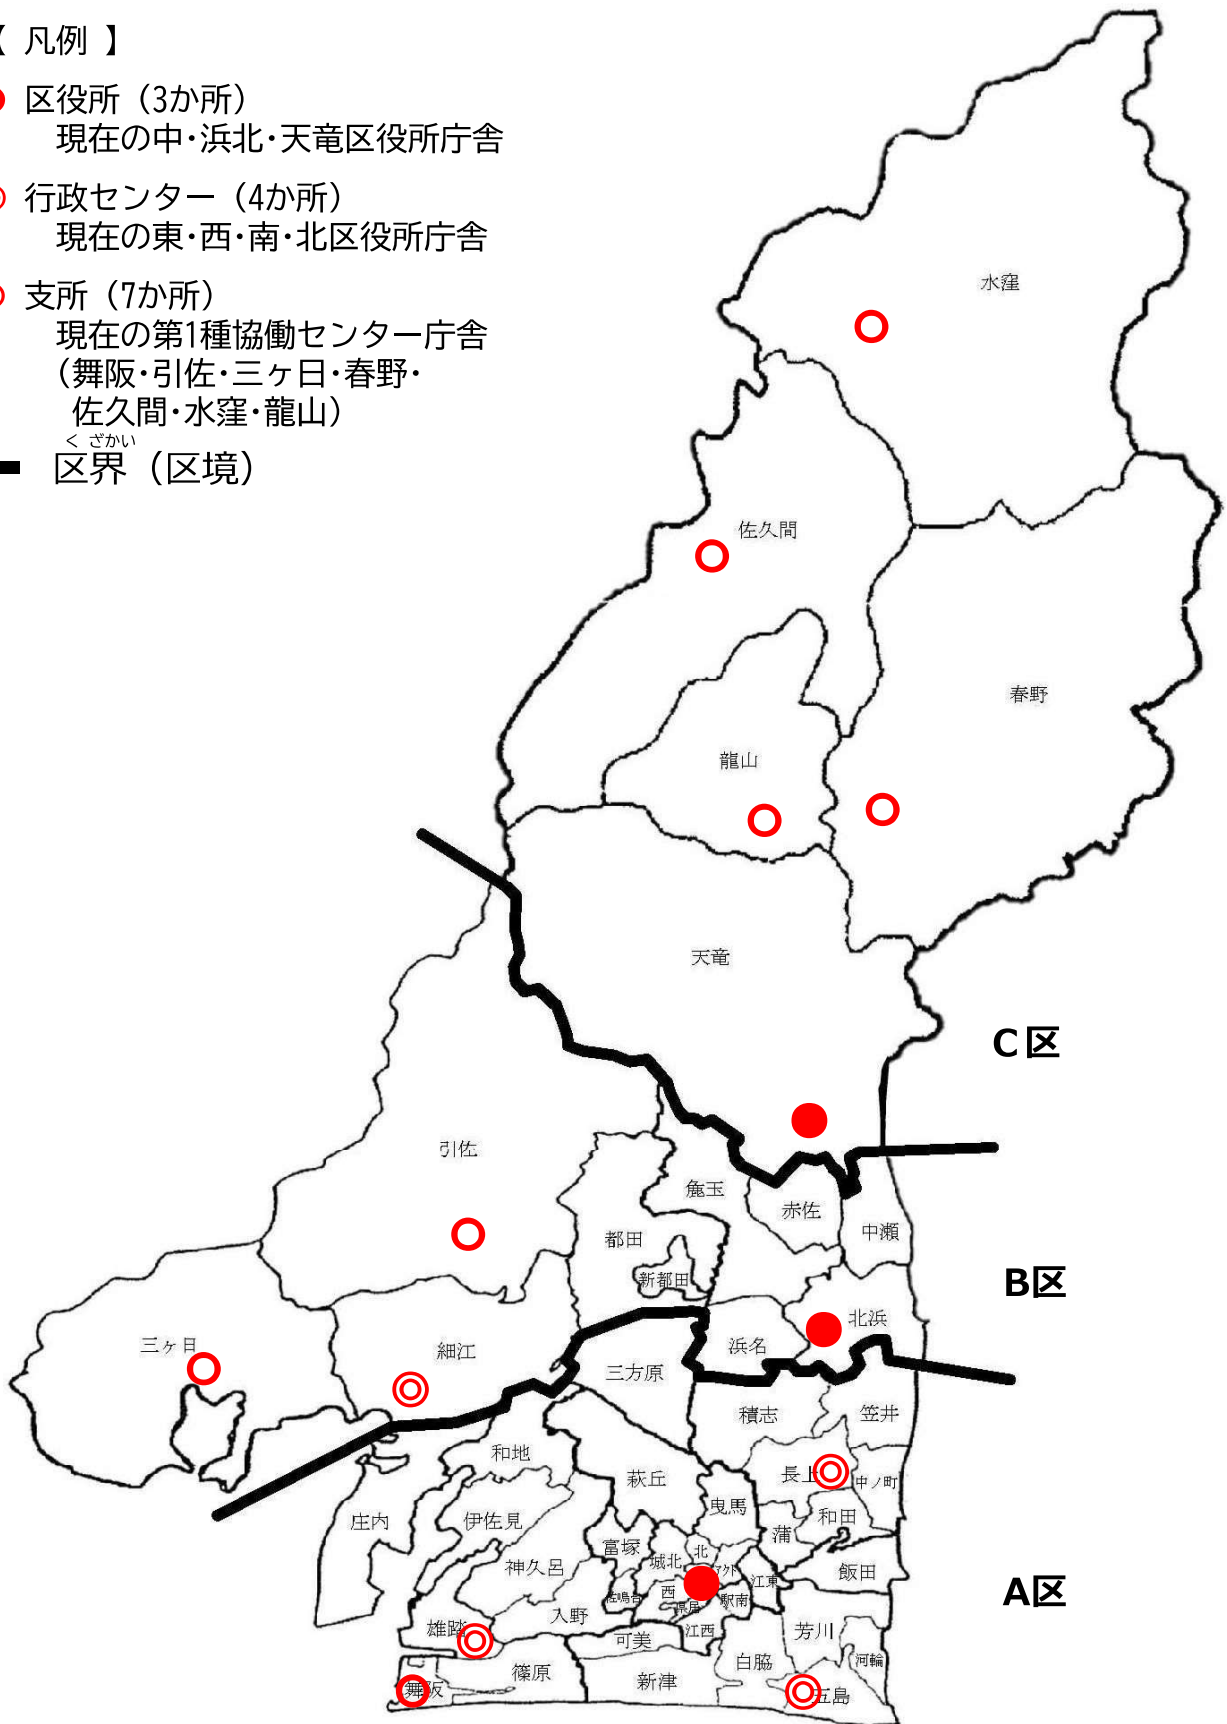 【 凡例 】
● 区役所（3か所）
現在の中・浜北・天竜区役所庁舎
◎ 行政センター（4か所）
現在の東・西・南・北区役所庁舎
○ 支所（7か所）
現在の第1種協働センター庁舎
（舞阪・引佐・三ヶ日・春野・
佐久間・水窪・龍山）
くざかい
区界（区境）
水窪
佐久間
春野
龍山
天竜
C区
引佐
麁玉
赤佐
中瀬
都田
新都田
B区
三ヶ日
細江
浜名
北浜
三方原
積志
笠井
和地
萩丘
長上
中ノ町
庄内
伊佐見
曳馬
蒲
和田
富塚
城北
北
神久呂
アクト
江東
飯田
佐鳴台
西
県居
駅南
A区
雄踏
入野
可美
江西
芳川
河輪
舞阪
篠原
新津
白脇
五島